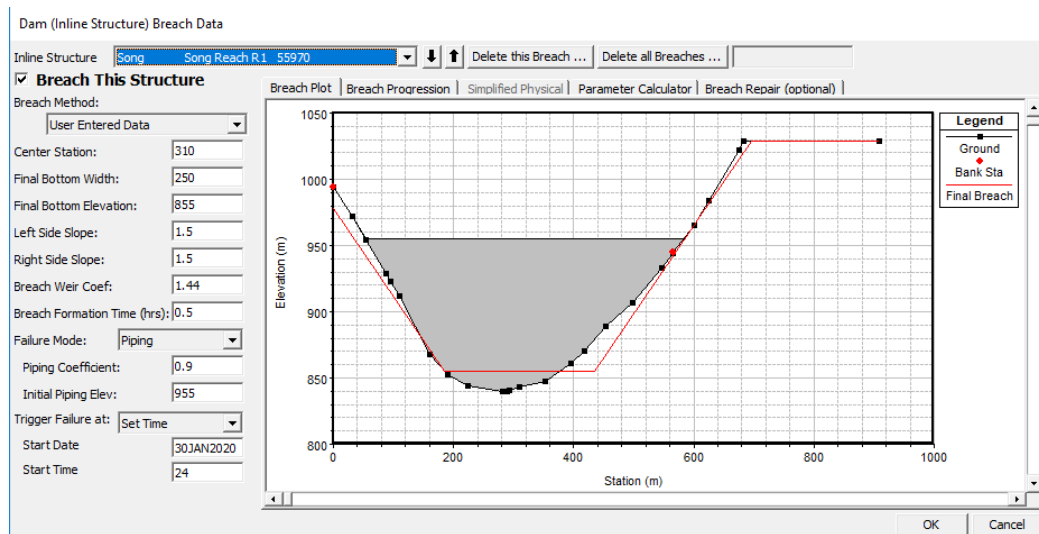 Dam (Inline Structure) Breach Data
Inline Structure Song Song Reach R1 55970 Delete this Breach ... Delete all Breaches ...
Breach This Structure
Breach Method:
User Entered Data
Center Station: 310
Final Bottom Width: 250
Final Bottom Elevation: 855
Left Side Slope: 1.5
Right Side Slope: 1.5
Breach Weir Coef: 1.44
Breach Formation Time (hrs): 0.5
Failure Mode: Piping
Piping Coefficient: 0.9
Initial Piping Elev: 955
Trigger Failure at: Set Time
Start Date 30JAN2020
Start Time 24
Breach Plot Breach Progression Simplified Physical Parameter Calculator Breach Repair (optional)
1050
1000
950
900
850
800
Elevation (m)
0 200 400 600 800 1000
Station (m)
Legend
Ground
Bank Sta
Final Breach
OK Cancel